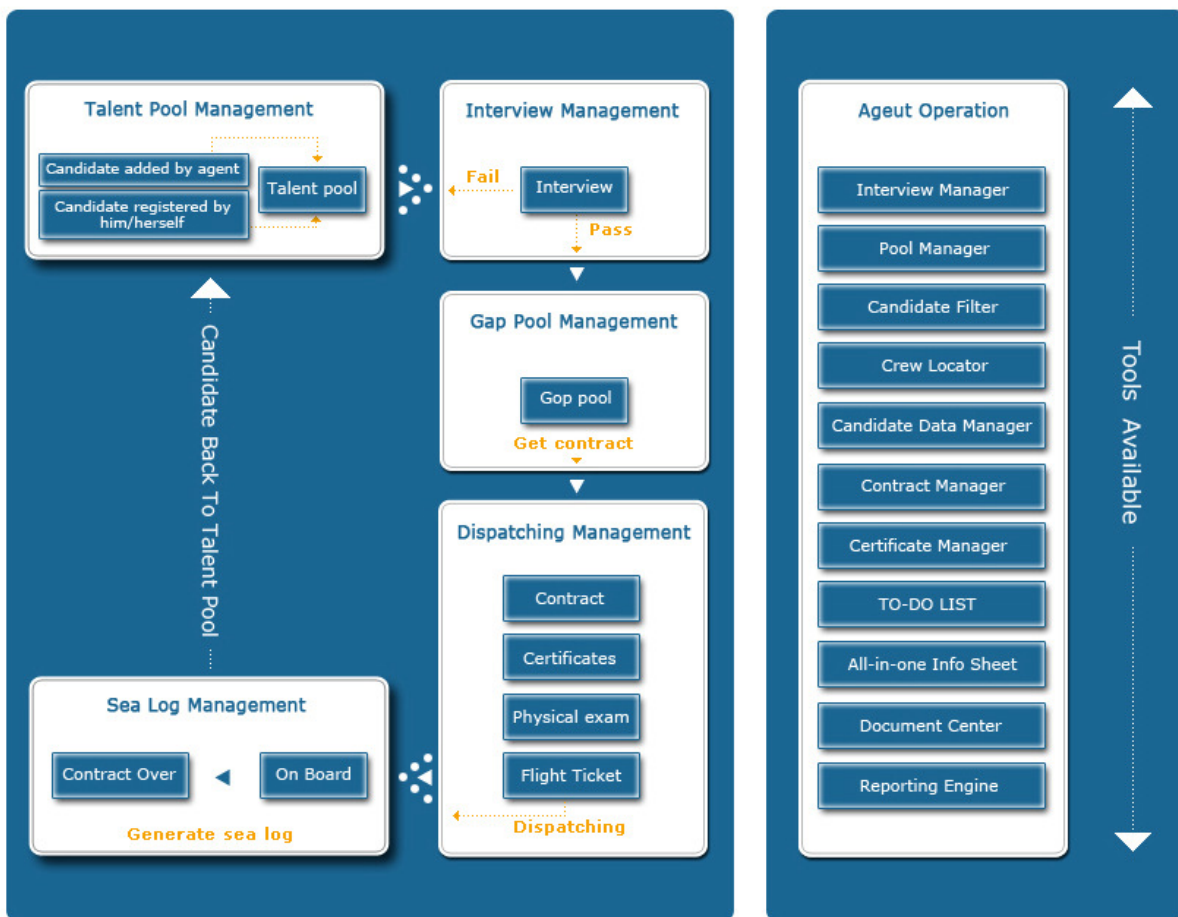 Talent Pool Management
Candidate added by agent
Candidate registered by
him/herself
Talent pool
Interview Management
Fail
Interview
Pass
Gap Pool Management
Gop pool
Get contract
Dispatching Management
Contract
Certificates
Physical exam
Flight Ticket
Dispatching
Sea Log Management
Contract Over
On Board
Generate sea log
Candidate Back To Talent Pool
Ageut Operation
Interview Manager
Pool Manager
Candidate Filter
Crew Locator
Candidate Data Manager
Contract Manager
Certificate Manager
TO-DO LIST
All-in-one Info Sheet
Document Center
Reporting Engine
Tools Available